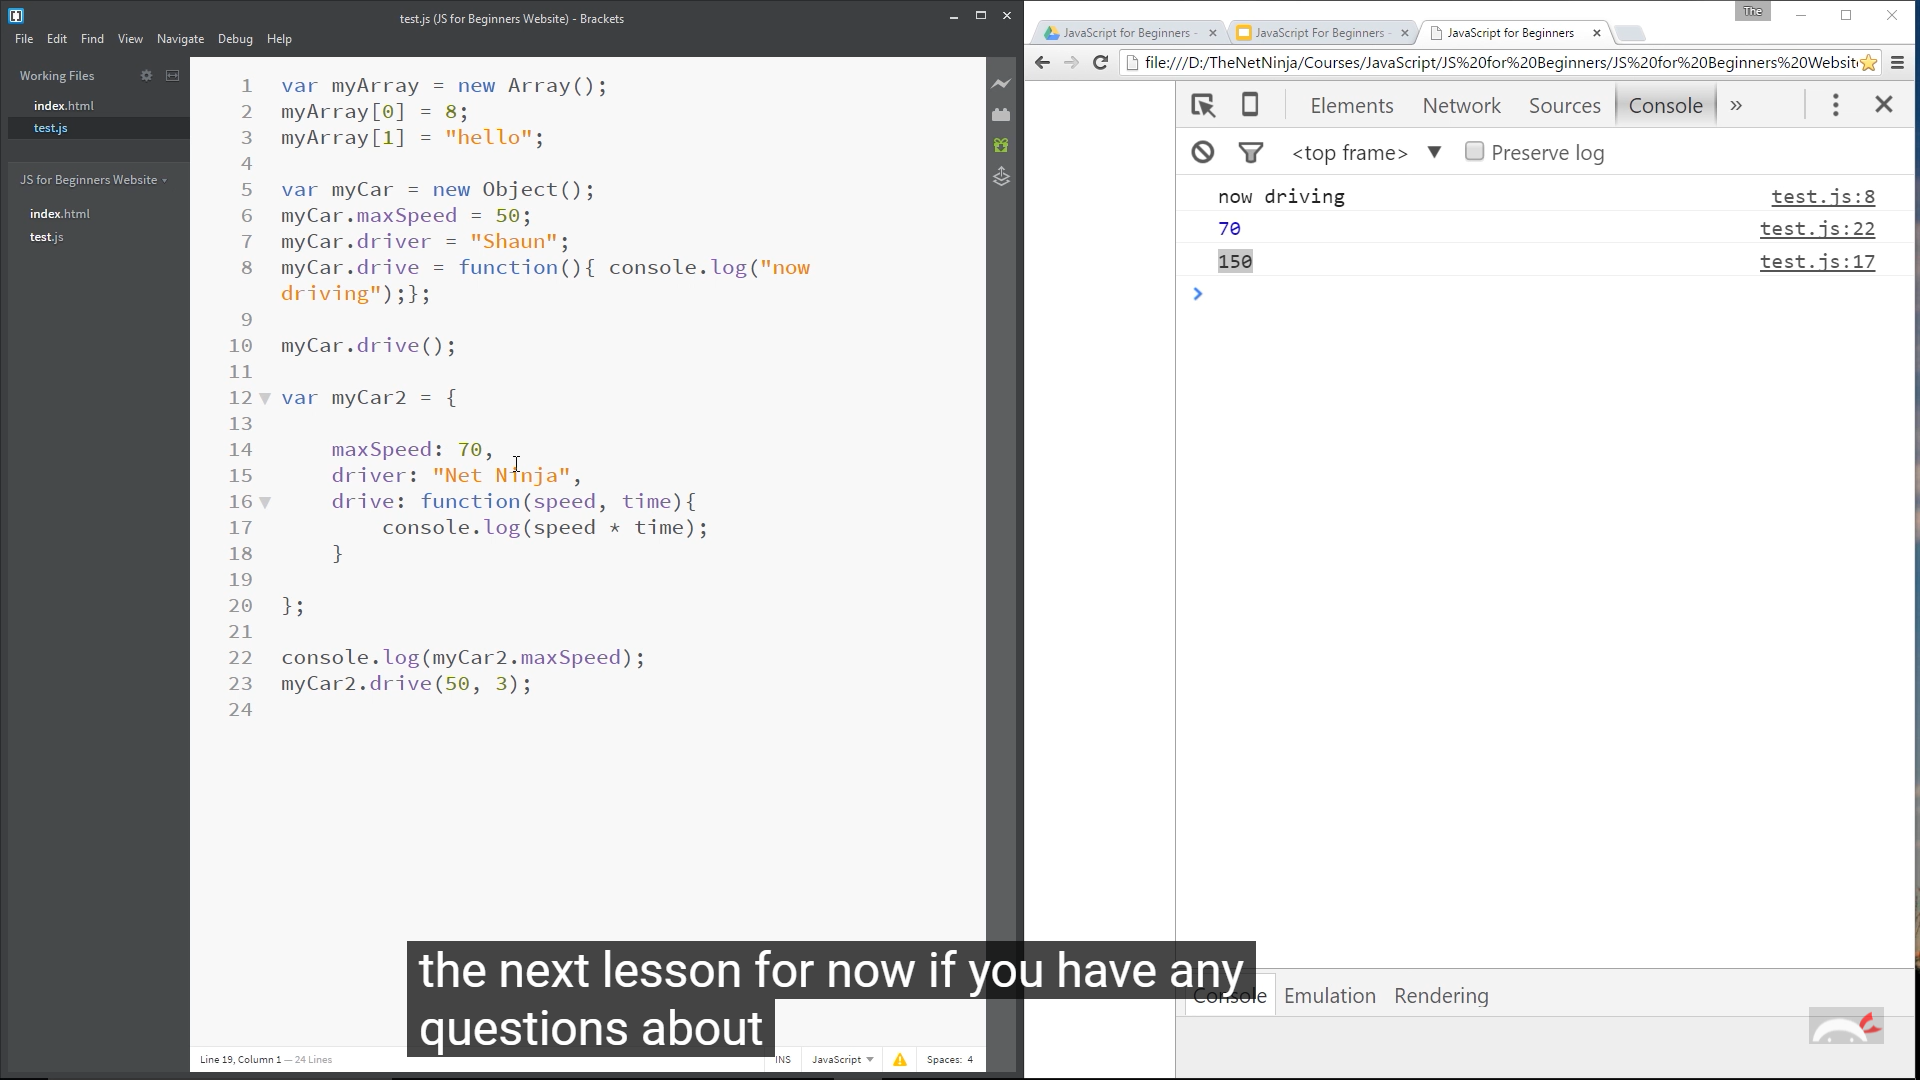 test.js (JS for Beginners Website) - Brackets
File Edit Find View Navigate Debug Help
Working Files
index.html
test.js
JS for Beginners Website
index.html
test.js
1 var myArray = new Array();
2 myArray[0] = 8;
3 myArray[1] = "hello";
4
5 var myCar = new Object();
6 myCar.maxSpeed = 50;
7 myCar.driver = "Shaun";
8 myCar.drive = function(){ console.log("now
driving");};
9
10 myCar.drive();
11
12 var myCar2 = {
13
14 maxSpeed: 70,
15 driver: "Net Ninja",
16 drive: function(speed, time){
17 console.log(speed * time);
18 }
19
20 };
21
22 console.log(myCar2.maxSpeed);
23 myCar2.drive(50, 3);
24
Line 19, Column 1 — 24 Lines
INS JavaScript Spaces: 4
The
JavaScript for Beginners - JavaScript For Beginners - JavaScript for Beginners
file:///D:/TheNetNinja/Courses/JavaScript/JS%20for%20Beginners/JS%20for%20Beginners%20Website
Elements Network Sources Console »
<top frame> Preserve log
now driving test.js:8
70 test.js:22
150 test.js:17
Console Emulation Rendering
the next lesson for now if you have any
questions about